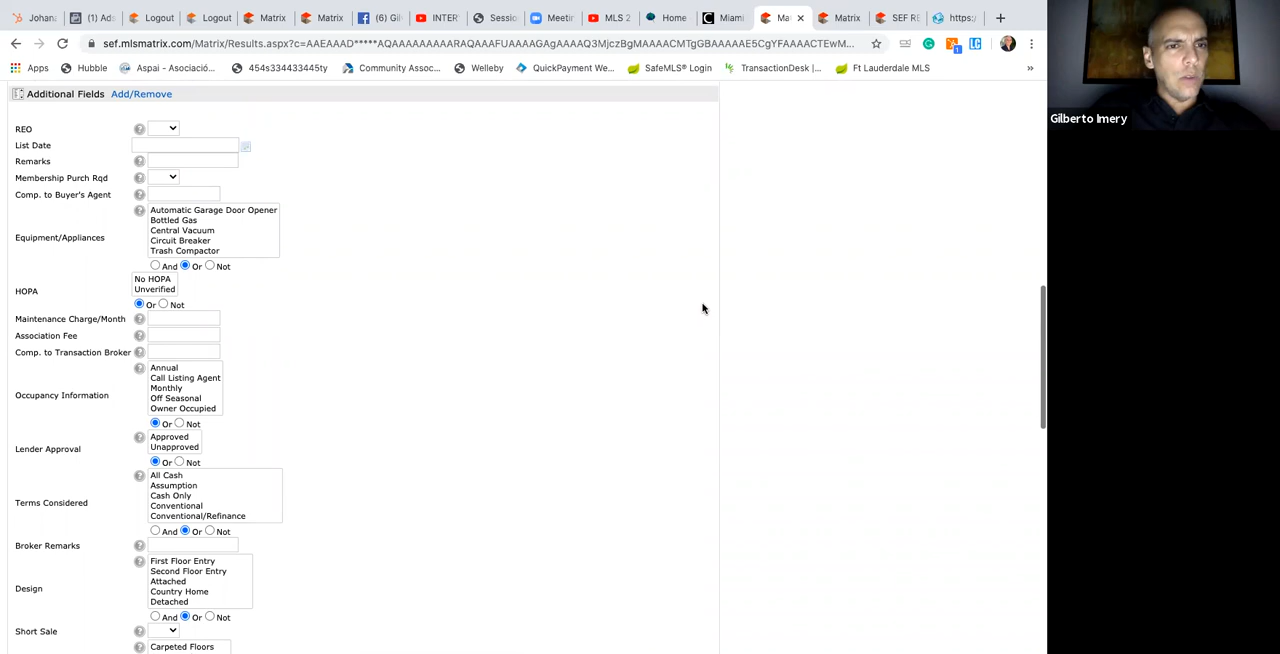 Johan
(1) Ads
Logout
Logout
Matrix
Matrix
(6) Gil
INTER
Sessio
Meetin
MLS 2
Home
Miami
Mat
Matrix
SEF RE
https:/
sef.mlsmatrix.com/Matrix/Results.aspx?c=AAEAAAD*****AQAAAAAAAAARAQAAAFUAAAAGAgAAAAQ3MjczBgMAAAACMTgGBAAAAAE5CgYFAAAACTEwM...
Apps
Hubble
Aspai - Asociació...
454s334433445ty
Community Assoc...
Webeby
QuickPayment We...
SafeMLS® Login
TransactionDesk |...
Ft Lauderdale MLS
»
Gilberto Imery
Additional Fields Add/Remove
REO
List Date
Remarks
Membership Purch Rqd
Comp. to Buyer's Agent
Equipment/Appliances
Automatic Garage Door Opener
Bottled Gas
Central Vacuum
Circuit Breaker
Trash Compactor
And Or Not
HOPA
No HOPA
Unverified
Or Not
Maintenance Charge/Month
Association Fee
Comp. to Transaction Broker
Occupancy Information
Annual
Call Listing Agent
Monthly
Off Seasonal
Owner Occupied
Or Not
Lender Approval
Approved
Unapproved
Or Not
Terms Considered
All Cash
Assumption
Cash Only
Conventional
Conventional/Refinance
And Or Not
Broker Remarks
Design
First Floor Entry
Second Floor Entry
Attached
Country Home
Detached
And Or Not
Short Sale
Carpeted Floors